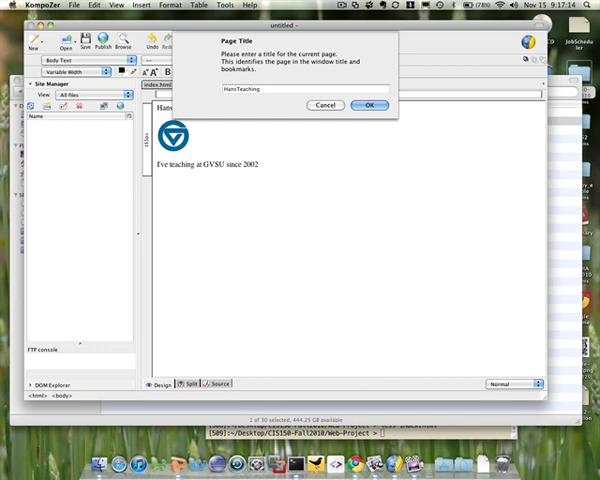 KompoZer File Edit View Insert Format Table Tools Help
(78%) Nov 15 9:17:14
untitled -
New Open Save Publish Browse Undo
Body Text
Variable Width
Site Manager
View: All files
Name
index.html
Page Title
Please enter a title for the current page.
This identifies the page in the window title and
bookmarks.
HansTeaching
Cancel OK
Hans
153px
I've teaching at GVSU since 2002
FTP console
DOM Explorer
Design Split Source
Normal
<html> <body>
1 of 30 selected, 444.25 GB available
[509]:~/Desktop/CIS150-Fall2010/Web-Project >
JobSchedu
ler